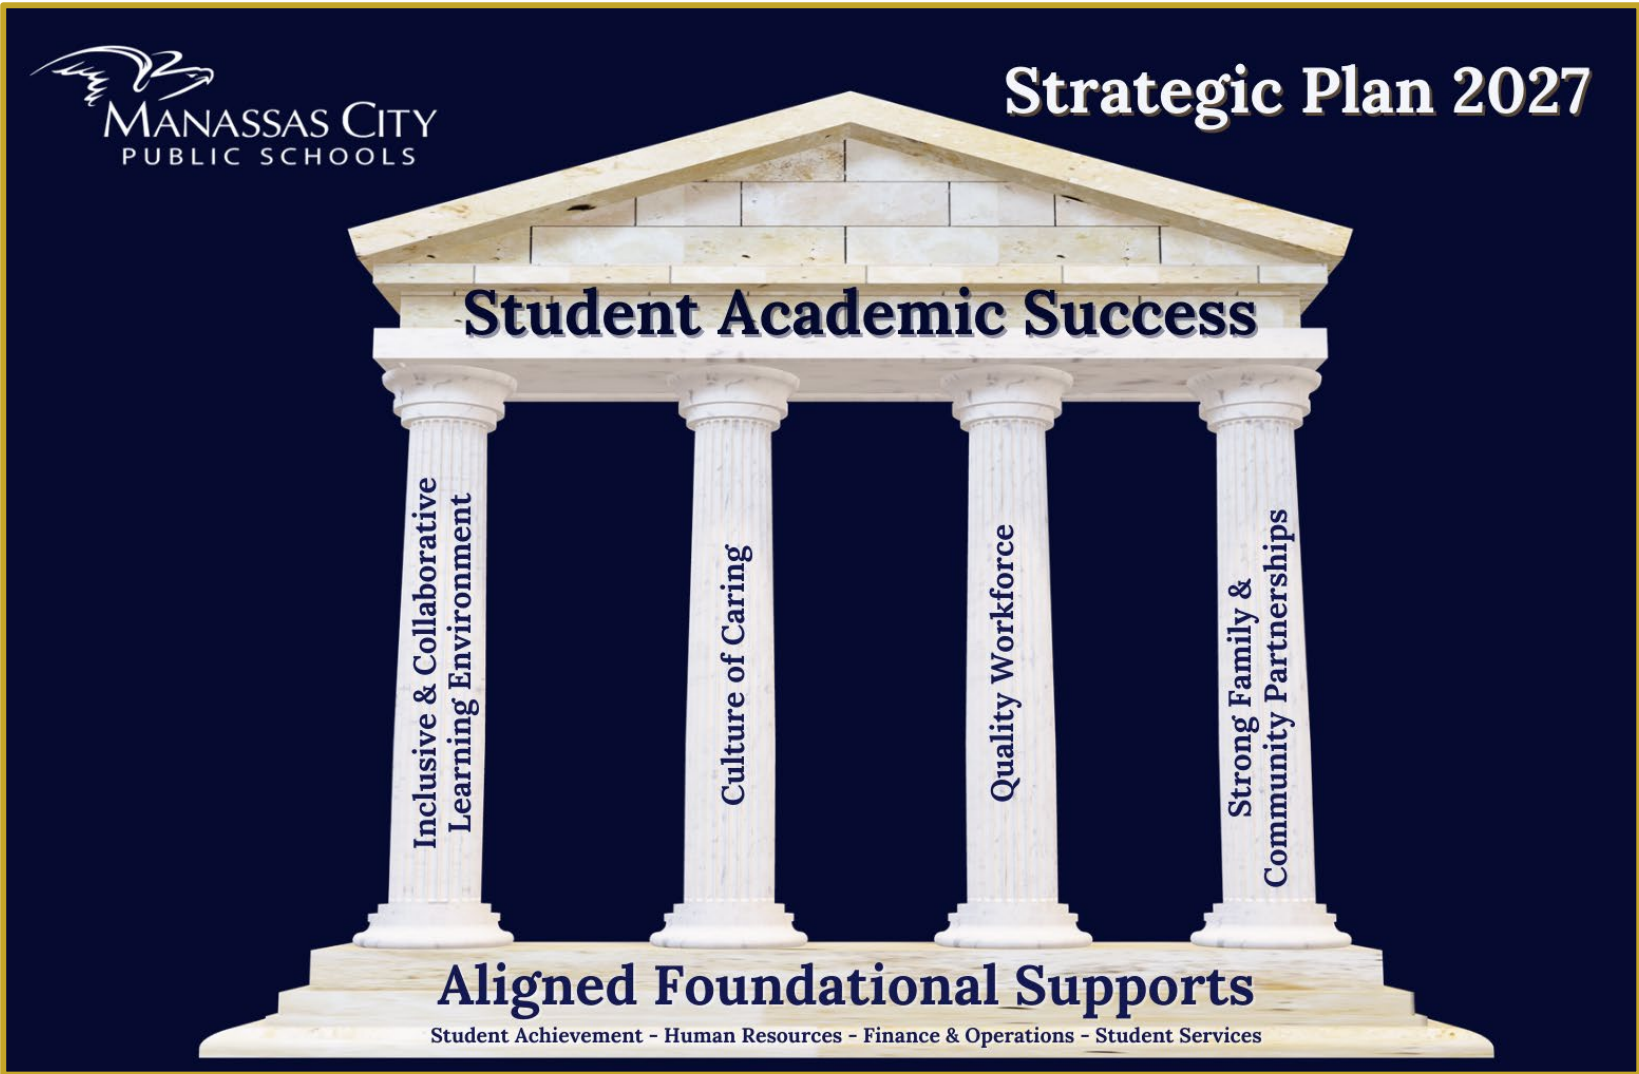 MANASSAS CITY
PUBLIC SCHOOLS
Strategic Plan 2027
Student Academic Success
Inclusive & Collaborative
Learning Environment
Culture of Caring
Quality Workforce
Strong Family &
Community Partnerships
Aligned Foundational Supports
Student Achievement - Human Resources - Finance & Operations - Student Services